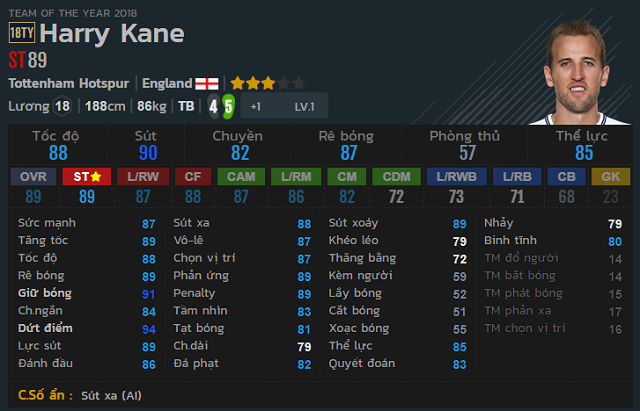 TEAM OF THE YEAR 2018
18TY Harry Kane
ST 89
Tottenham Hotspur England
Lương 18 188cm 86kg TB 4 5 +1 LV.1
Tốc độ Sút Chuyền Rê bóng Phòng thủ Thể lực
88 90 82 87 57 85
OVR ST L/RW CF CAM L/RM CM CDM L/RWB L/RB CB GK
89 89 87 88 87 86 82 72 73 71 68 23
Sức mạnh 87 Sút xa 88 Sút xoáy 89 Nhảy 79
Tăng tốc 89 Vô-lê 87 Khéo léo 79 Bình tĩnh 80
Tốc độ 88 Chọn vị trí 87 Thăng bằng 72 TM đổ người 14
Rê bóng 89 Phản ứng 89 Kèm người 59 TM bắt bóng 14
Giữ bóng 91 Penalty 89 Lấy bóng 52 TM phát bóng 15
Ch.ngắn 84 Tầm nhìn 83 Cắt bóng 51 TM phản xạ 17
Dứt điểm 94 Tạt bóng 81 Xoạc bóng 55 TM chọn vị trí 16
Lực sút 89 Ch.dài 79 Thể lực 85
Đánh đầu 86 Đá phạt 82 Quyết đoán 83
C.Số ẩn : Sút xa (AI)